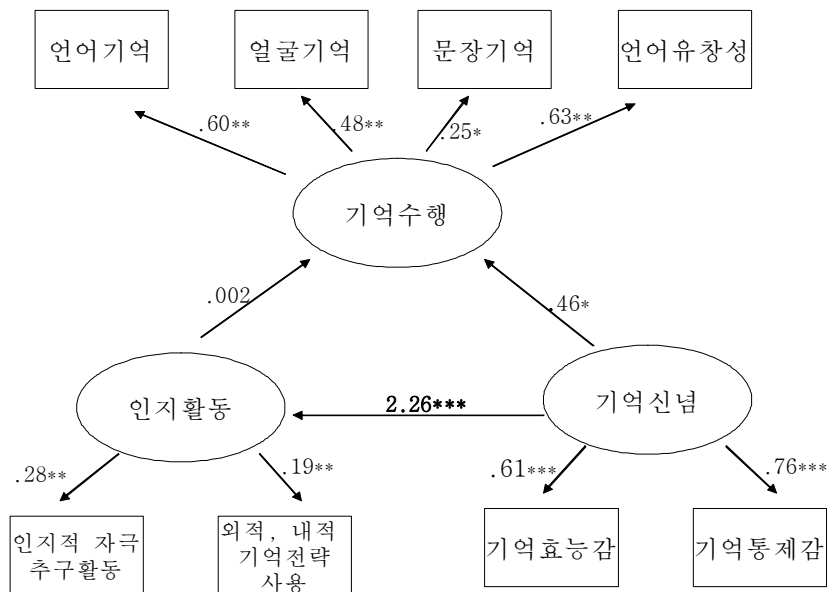 언어기억
얼굴기억
문장기억
언어유창성
.60**
.48**
.25*
.63**
기억수행
.002
.46*
인지활동
2.26***
기억신념
.28**
.19**
.61***
.76***
인지적 자극
추구활동
외적, 내적
기억전략
사용
기억효능감
기억통제감